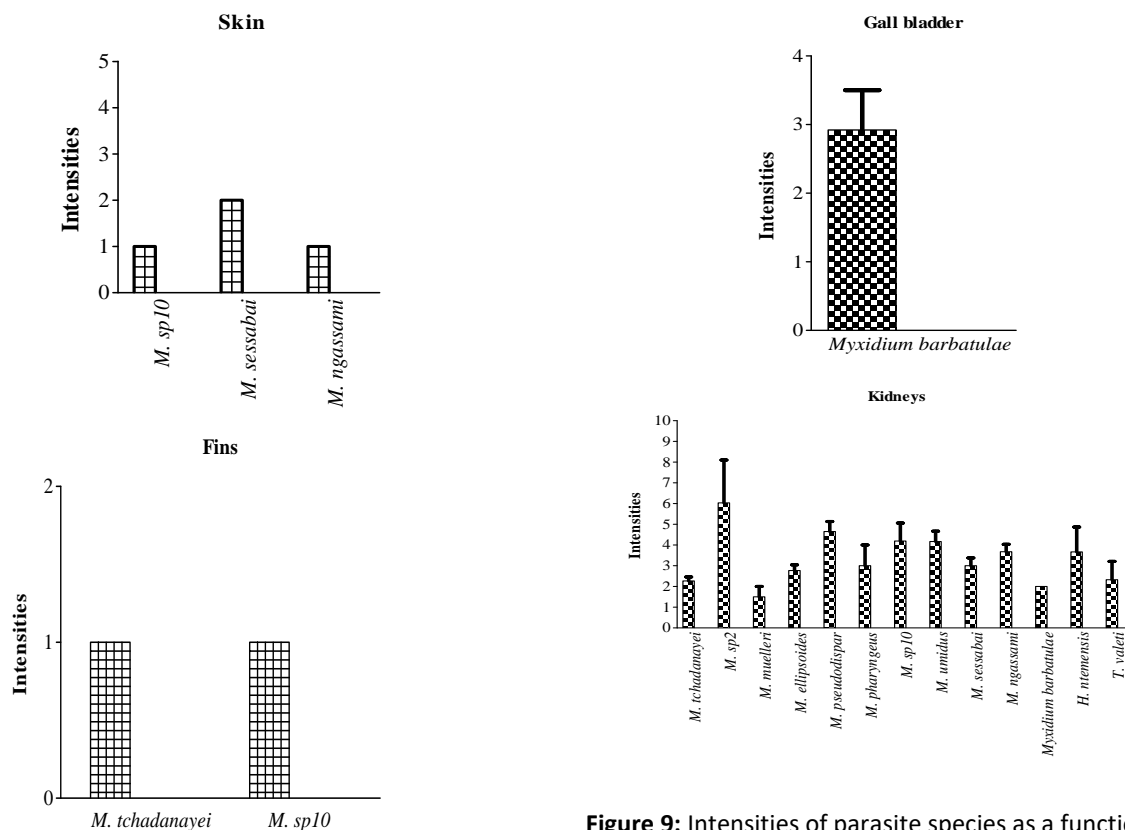 Skin
Intensities
5
4
3
2
1
0
M. sp10
M. sessabai
M. ngassami
Fins
Intensities
2
1
0
M. tchadanayei
M. sp10
Gall bladder
Intensities
4
3
2
1
0
Myxidium barbatulae
Kidneys
Intensities
10
9
8
7
6
5
4
3
2
1
0
M. tchadanayei
M. sp2
M. muelleri
M. ellipsoides
M. pseudodispar
M. pharyngeus
M. sp10
M. umidus
M. sessabai
M. ngassami
Myxidium barbatulae
H. ntemensis
T. valeti
Figure 9: Intensities of parasite species as a functio